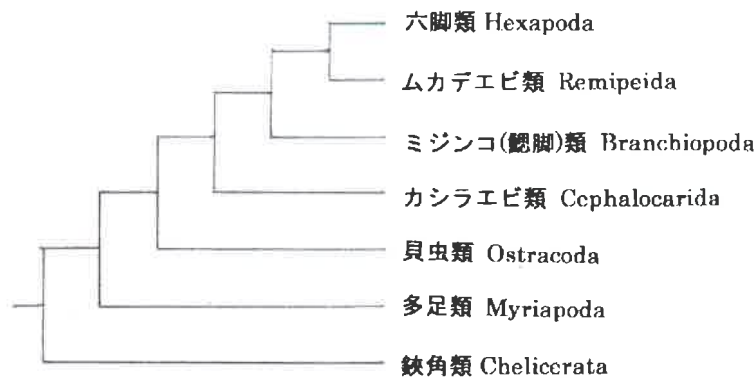 六脚類 Hexapoda
ムカデエビ類 Remipeida
ミジンコ(鰓脚)類 Branchiopoda
カシラエビ類 Cephalocarida
貝虫類 Ostracoda
多足類 Myriapoda
鋏角類 Chelicerata